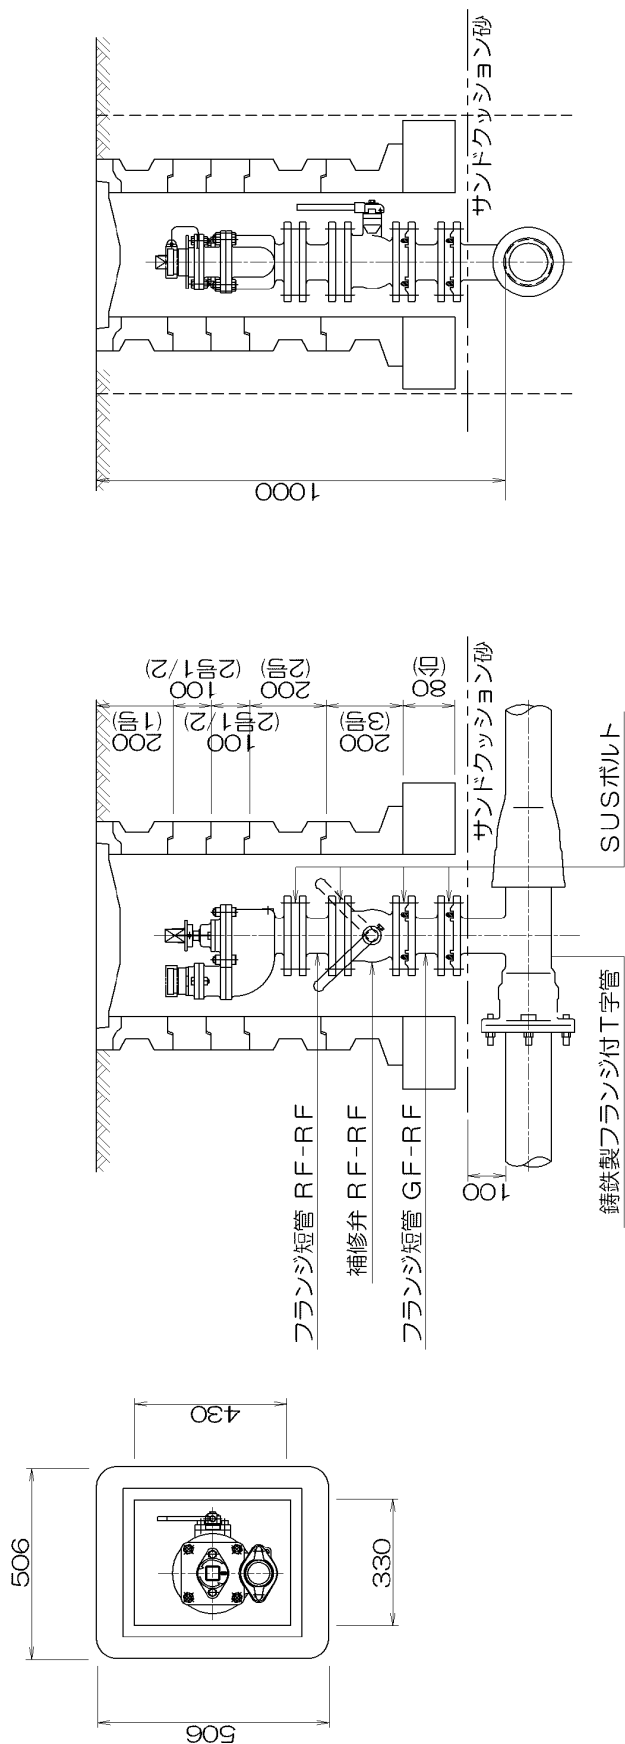 サンドクッション砂
1000
200
(1号)
100
(2号1/2)
100
(2号1/2)
200
(2号)
200
(3号)
80
サンドクッション砂
SUSボルト
フランジ短管 RF-RF
補修弁 RF-RF
フランジ短管 GF-RF
100
鋳鉄製フランジ付T字管
430
506
330
606